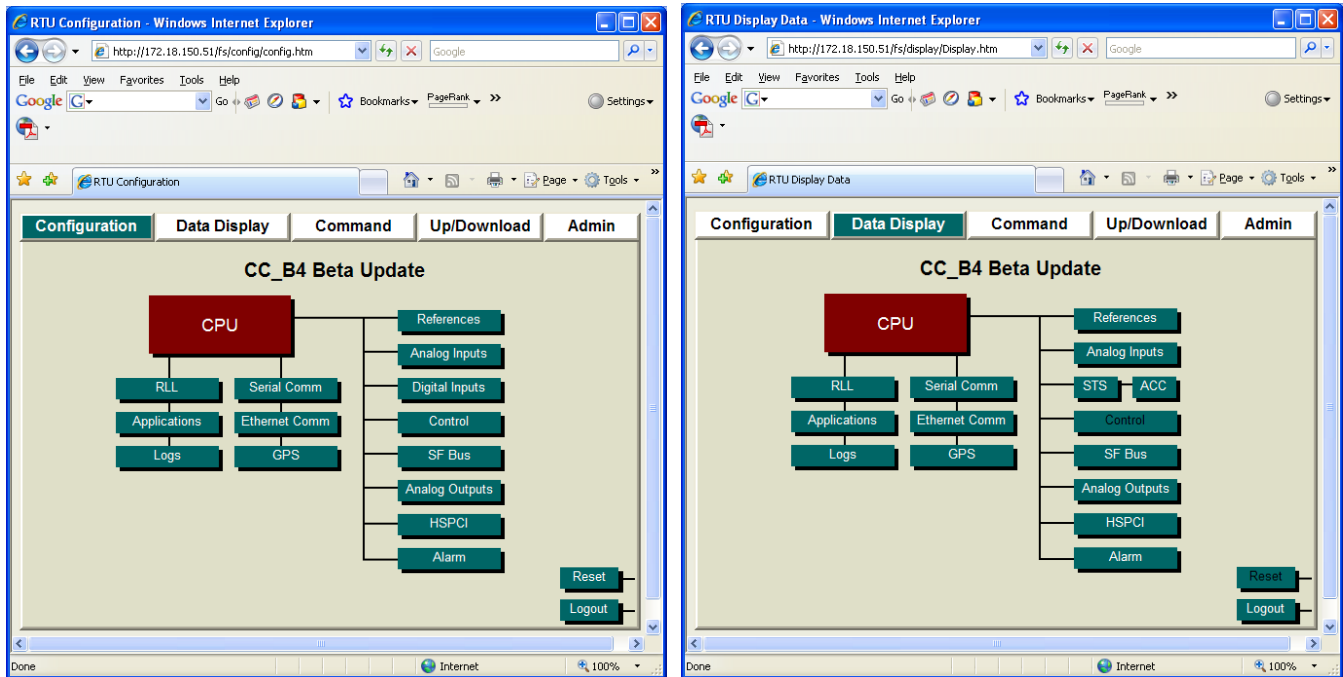 RTU Configuration - Windows Internet Explorer
http://172.18.150.51/fs/config/config.htm
Google
File Edit View Favorites Tools Help
Google G Go Bookmarks PageRank » Settings
RTU Configuration
Page Tools »
Configuration Data Display Command Up/Download Admin
CC_B4 Beta Update
CPU
References
Analog Inputs
RLL Serial Comm Digital Inputs
Applications Ethernet Comm Control
Logs GPS SF Bus
Analog Outputs
HSPCI
Alarm
Reset
Logout
Done Internet 100%
RTU Display Data - Windows Internet Explorer
http://172.18.150.51/fs/display/Display.htm
Google
File Edit View Favorites Tools Help
Google G Go Bookmarks PageRank » Settings
RTU Display Data
Page Tools »
Configuration Data Display Command Up/Download Admin
CC_B4 Beta Update
CPU
References
Analog Inputs
RLL Serial Comm STS ACC
Applications Ethernet Comm Control
Logs GPS SF Bus
Analog Outputs
HSPCI
Alarm
Reset
Logout
Done Internet 100%